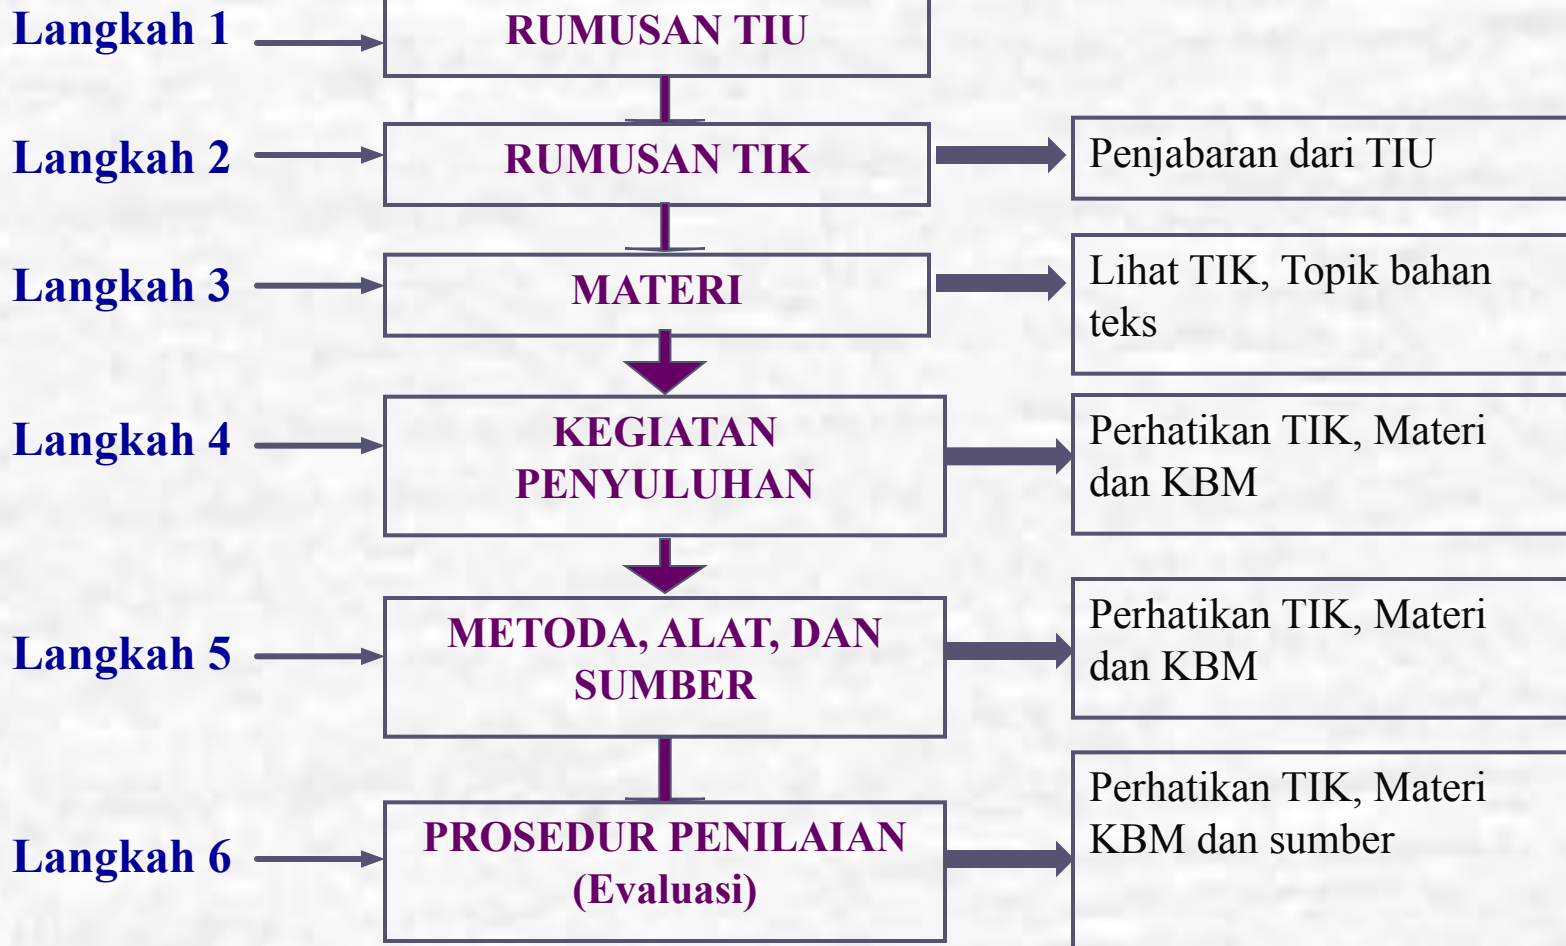 Langkah 1
RUMUSAN TIU
Langkah 2
RUMUSAN TIK
Penjabaran dari TIU
Langkah 3
MATERI
Lihat TIK, Topik bahan
teks
Langkah 4
KEGIATAN
PENYULUHAN
Perhatikan TIK, Materi
dan KBM
Langkah 5
METODA, ALAT, DAN
SUMBER
Perhatikan TIK, Materi
dan KBM
Langkah 6
PROSEDUR PENILAIAN
(Evaluasi)
Perhatikan TIK, Materi
KBM dan sumber